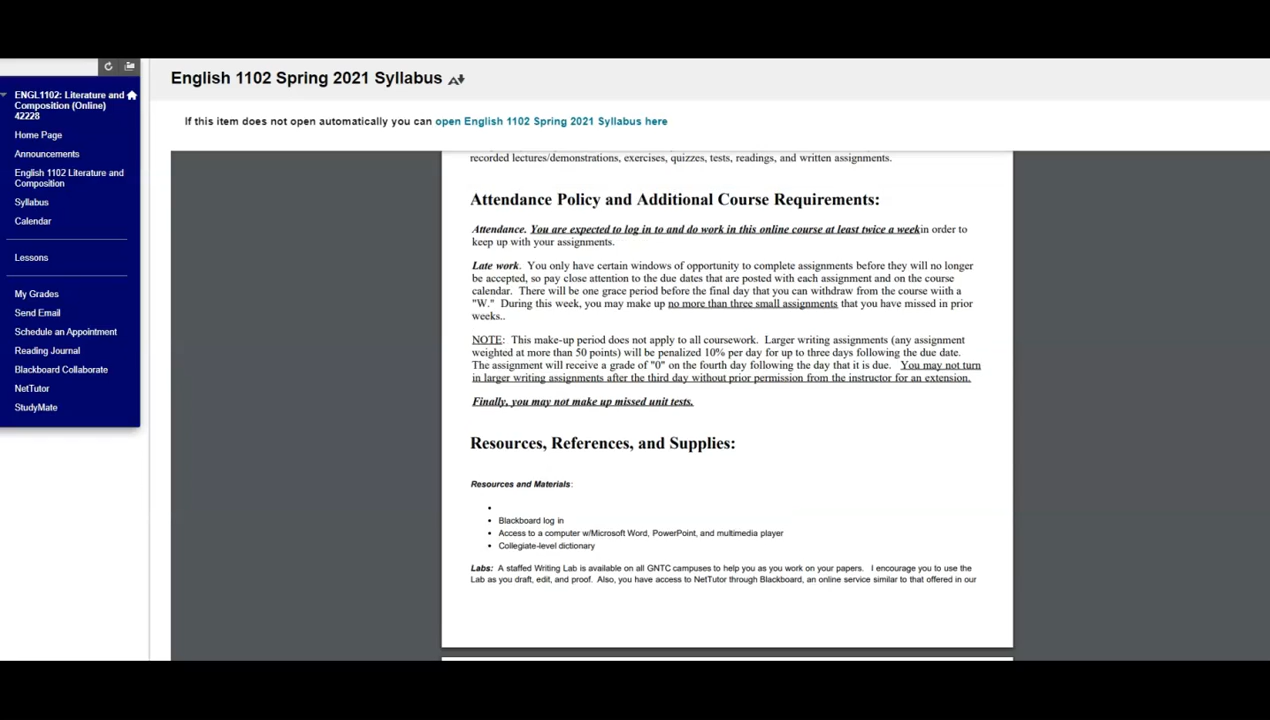 English 1102 Spring 2021 Syllabus
ENGL1102: Literature and
Composition (Online)
42228
Home Page
Announcements
English 1102 Literature and
Composition
Syllabus
Calendar
Lessons
My Grades
Send Email
Schedule an Appointment
Reading Journal
Blackboard Collaborate
NetTutor
StudyMate
If this item does not open automatically you can open English 1102 Spring 2021 Syllabus here
recorded lectures/demonstrations, exercises, quizzes, tests, readings, and written assignments.
Attendance Policy and Additional Course Requirements:
Attendance. You are expected to log in to and do work in this online course at least twice a weekin order to
keep up with your assignments.
Late work. You only have certain windows of opportunity to complete assignments before they will no longer
be accepted, so pay close attention to the due dates that are posted with each assignment and on the course
calendar. There will be one grace period before the final day that you can withdraw from the course wiith a
"W." During this week, you may make up no more than three small assignments that you have missed in prior
weeks..
NOTE: This make-up period does not apply to all coursework. Larger writing assignments (any assignment
weighted at more than 50 points) will be penalized 10% per day for up to three days following the due date.
The assignment will receive a grade of "0" on the fourth day following the day that it is due. You may not turn
in larger writing assignments after the third day without prior permission from the instructor for an extension.
Finally, you may not make up missed unit tests.
Resources, References, and Supplies:
Resources and Materials:
•
• Blackboard log in
• Access to a computer w/Microsoft Word, PowerPoint, and multimedia player
• Collegiate-level dictionary
Labs: A staffed Writing Lab is available on all GNTC campuses to help you as you work on your papers. I encourage you to use the
Lab as you draft, edit, and proof. Also, you have access to NetTutor through Blackboard, an online service similar to that offered in our